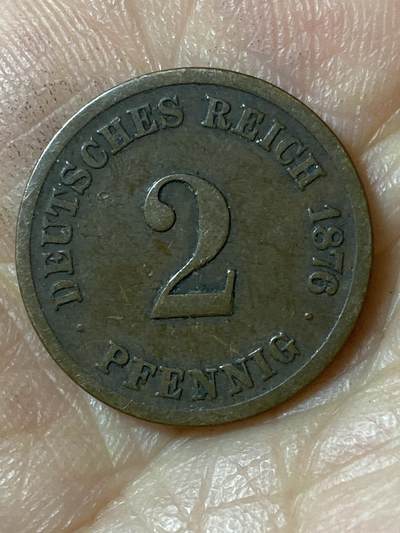 DEUTSCHES REICH 1876
2
· PFENNIG ·